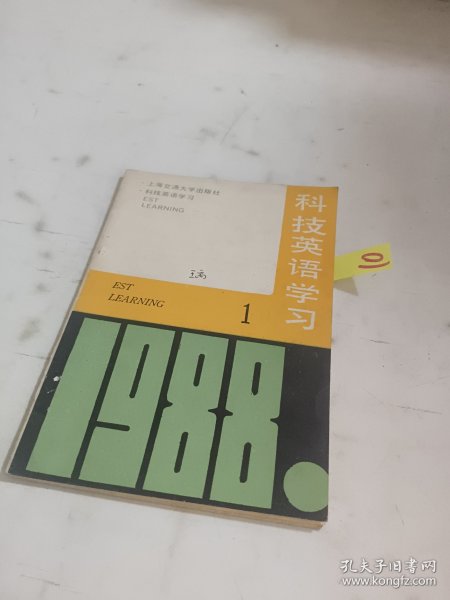 ·上海交通大学出版社
·科技英语学习
EST
LEARNING
科技英语学习
EST
LEARNING
1
1988.
孔夫子旧书网
www.kongfz.com